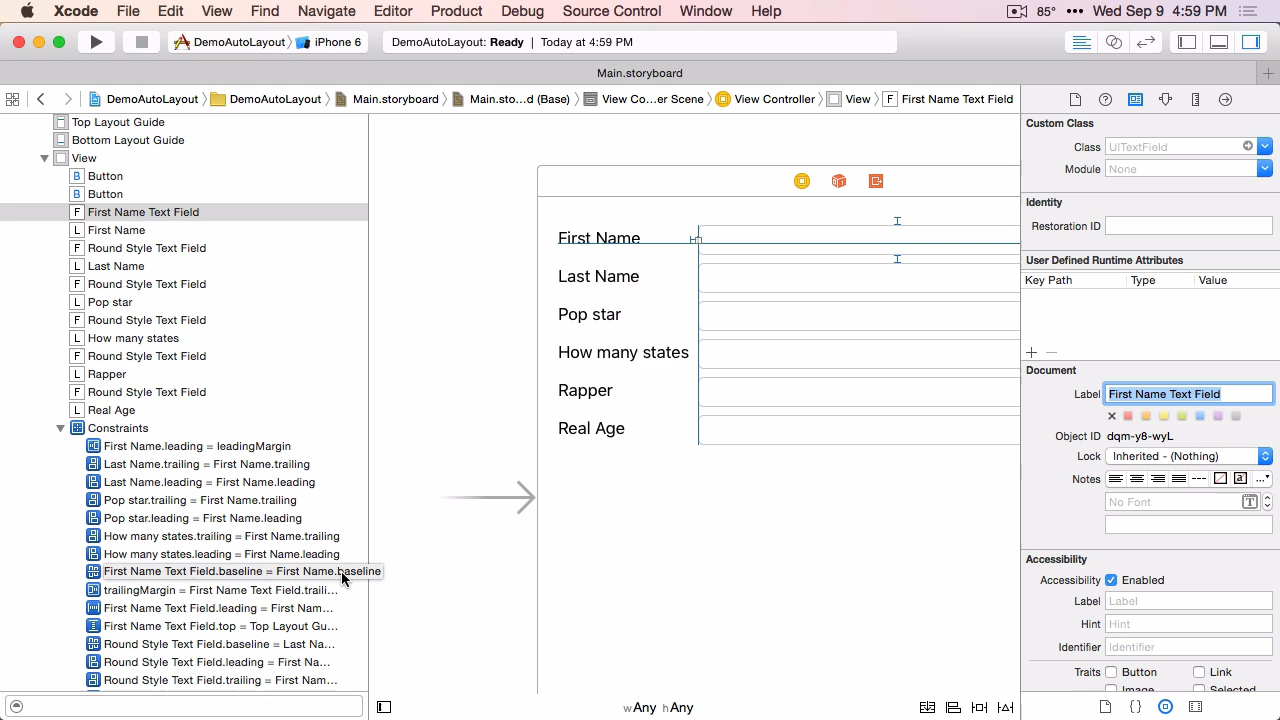 Xcode File Edit View Find Navigate Editor Product Debug Source Control Window Help 85° ••• Wed Sep 9 4:59 PM
DemoAutoLayout iPhone 6 DemoAutoLayout: Ready | Today at 4:59 PM
Main.storyboard
DemoAutoLayout DemoAutoLayout Main.storyboard Main.sto...d (Base) View Co...er Scene View Controller View F First Name Text Field
Top Layout Guide
Bottom Layout Guide
View
B Button
B Button
F First Name Text Field
L First Name
F Round Style Text Field
L Last Name
F Round Style Text Field
L Pop star
F Round Style Text Field
L How many states
F Round Style Text Field
L Rapper
F Round Style Text Field
L Real Age
Constraints
First Name.leading = leadingMargin
Last Name.trailing = First Name.trailing
Last Name.leading = First Name.leading
Pop star.trailing = First Name.trailing
Pop star.leading = First Name.leading
How many states.trailing = First Name.trailing
How many states.leading = First Name.leading
First Name Text Field.baseline = First Name.baseline
trailingMargin = First Name Text Field.traili...
First Name Text Field.leading = First Nam...
First Name Text Field.top = Top Layout Gu...
Round Style Text Field.baseline = Last Na...
Round Style Text Field.leading = First Na...
Round Style Text Field.trailing = First Nam...
First Name
Last Name
Pop star
How many states
Rapper
Real Age
wAny hAny
Custom Class
Class UITextField
Module None
Identity
Restoration ID
User Defined Runtime Attributes
Key Path Type Value
Document
Label First Name Text Field
Object ID dqm-y8-wyL
Lock Inherited - (Nothing)
Notes
No Font
Accessibility
Accessibility Enabled
Label Label
Hint Hint
Identifier Identifier
Traits Button Link
Image Selected